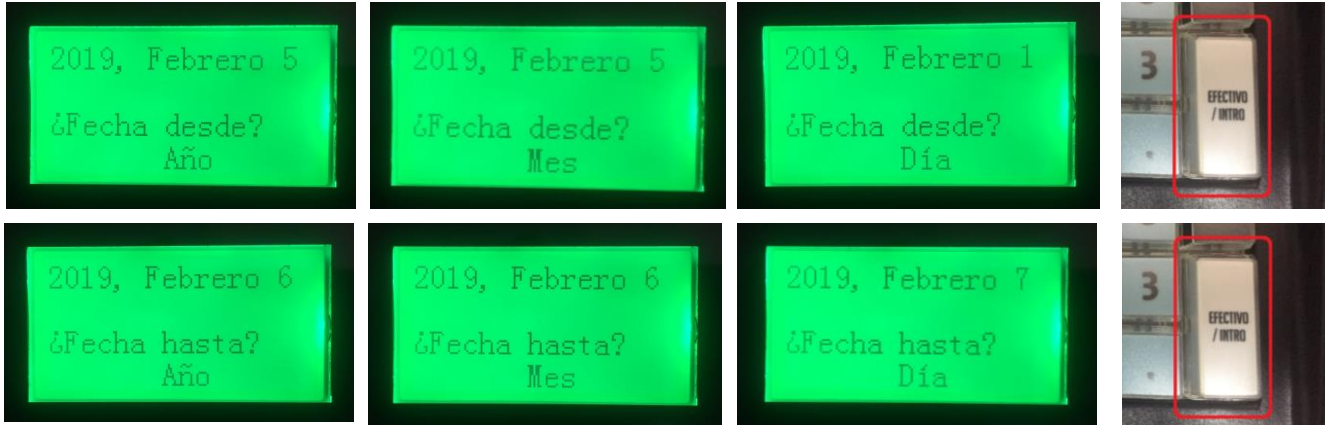 2019, Febrero 5
¿Fecha desde?
Año
2019, Febrero 5
¿Fecha desde?
Mes
2019, Febrero 1
¿Fecha desde?
Día
3
EFECTIVO
/ INTRO
2019, Febrero 6
¿Fecha hasta?
Año
2019, Febrero 6
¿Fecha hasta?
Mes
2019, Febrero 7
¿Fecha hasta?
Día
3
EFECTIVO
/ INTRO